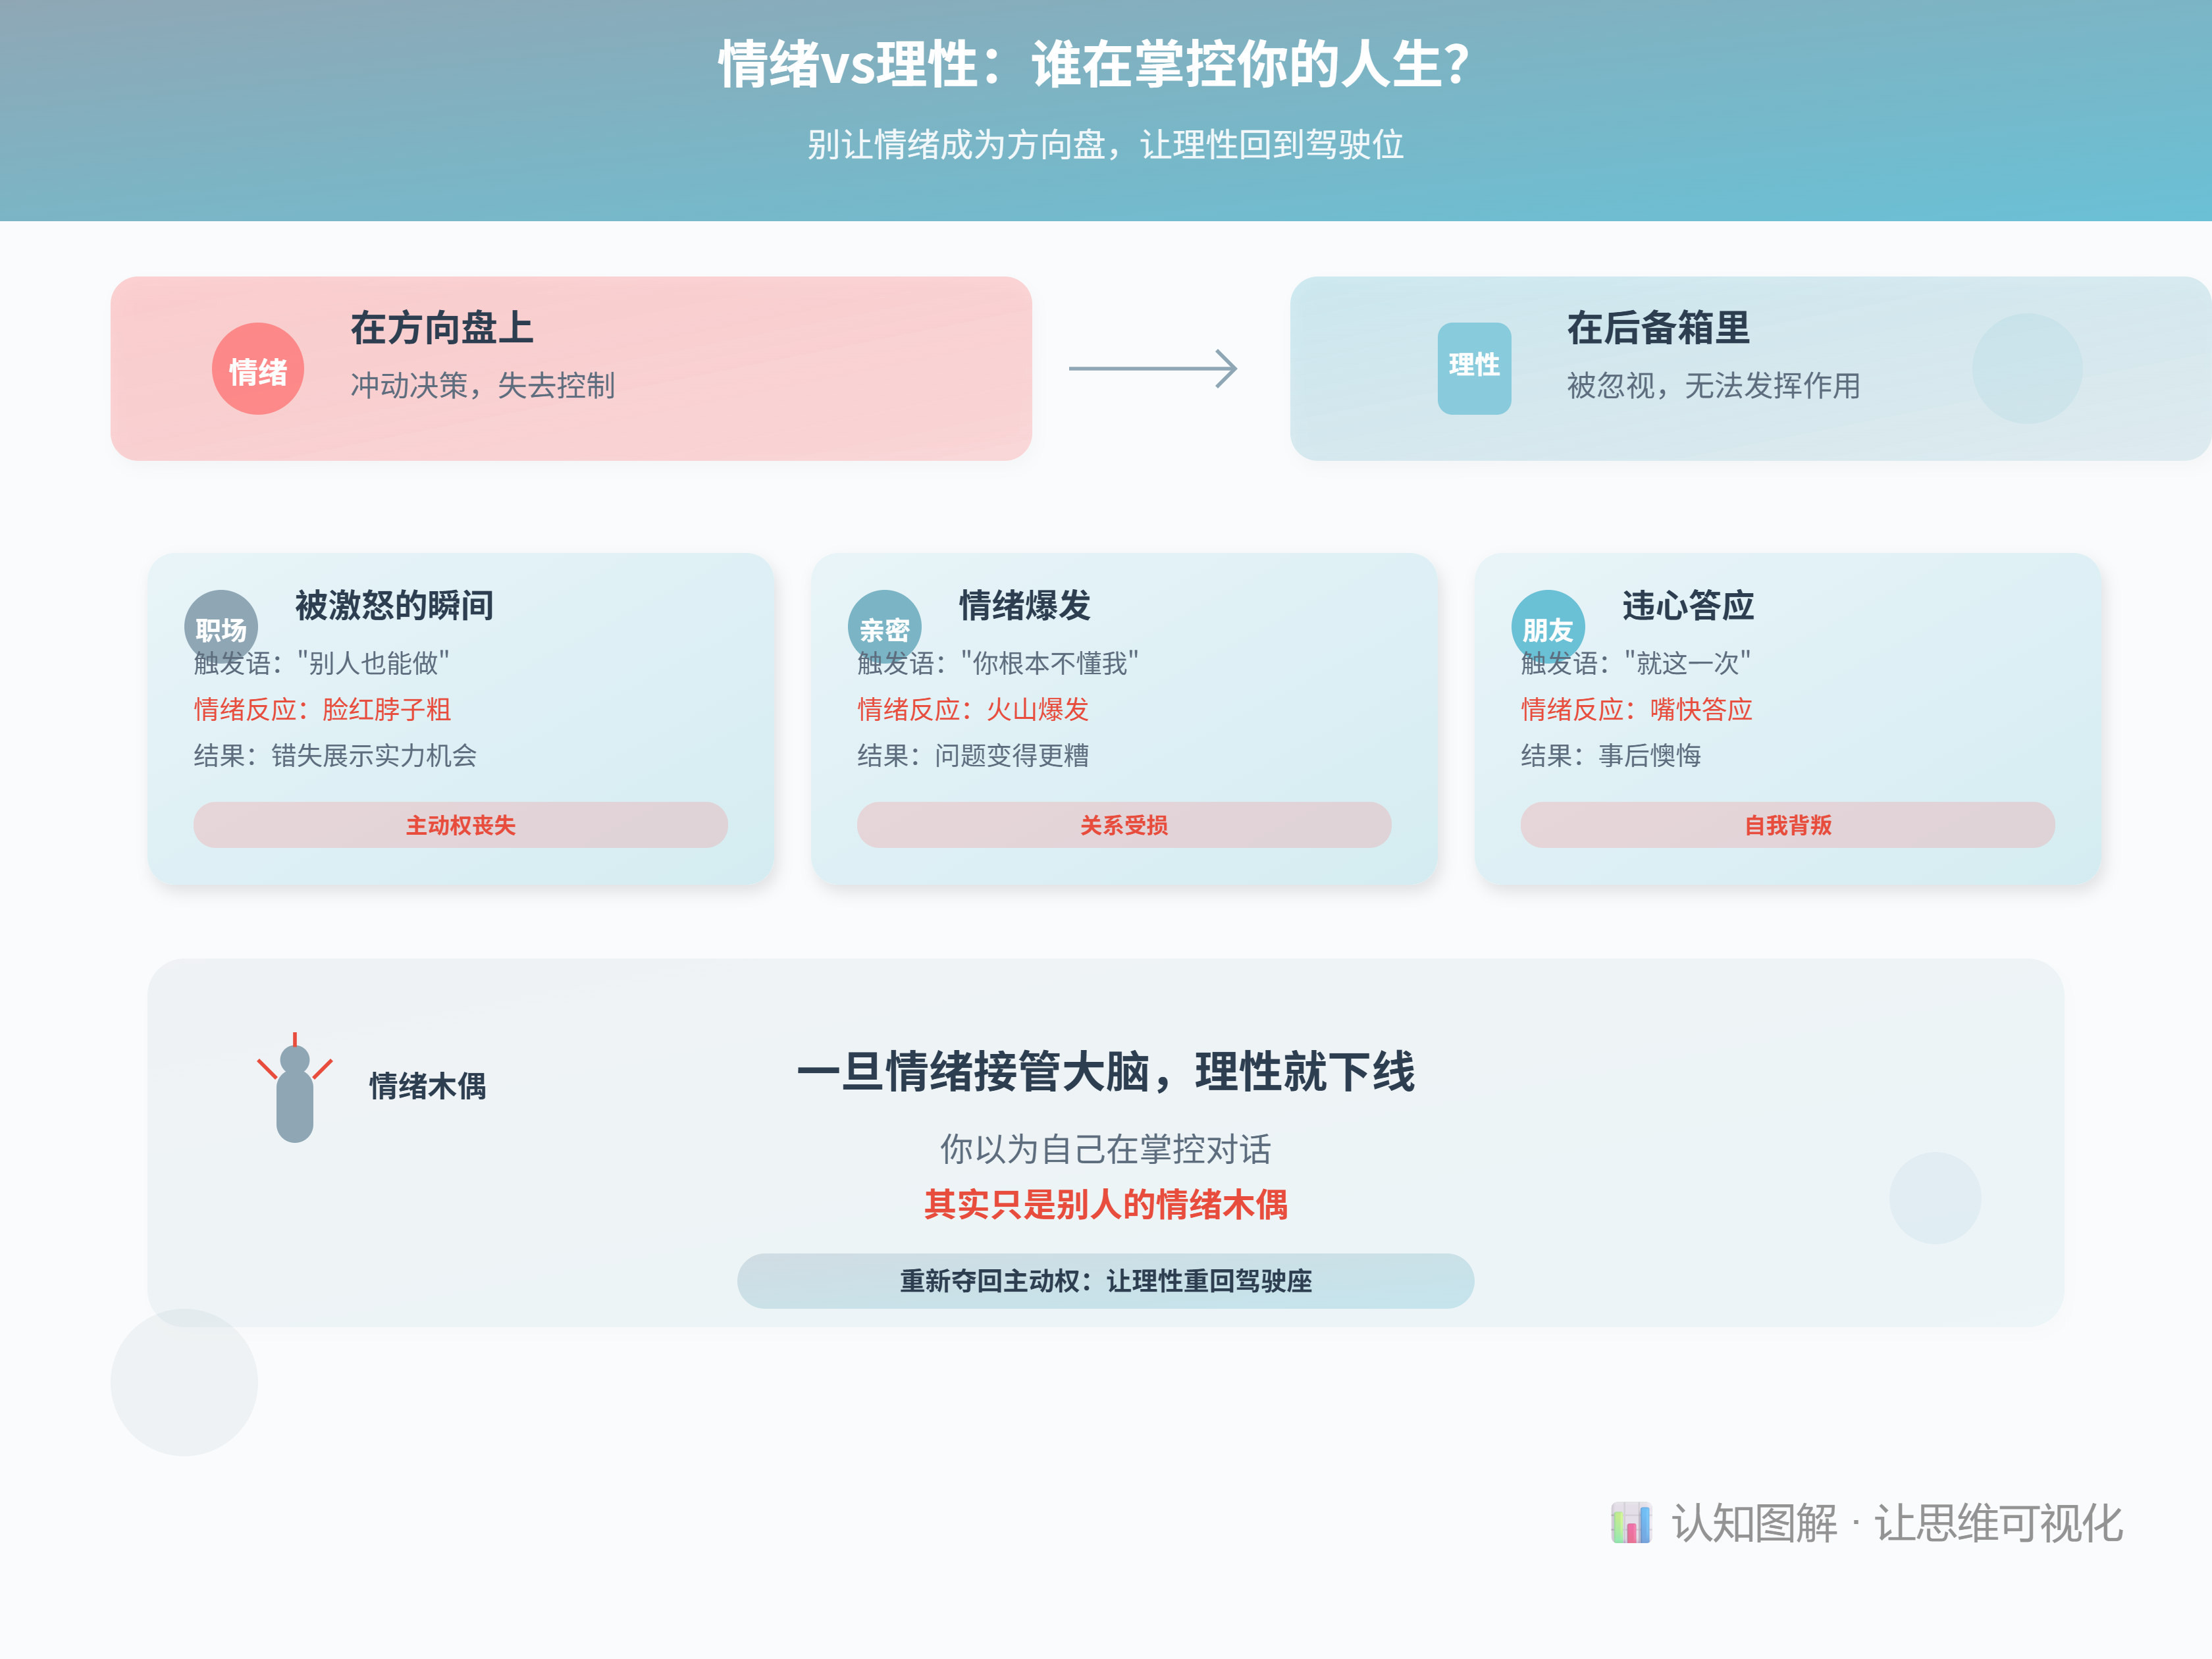 情绪vs理性：谁在掌控你的人生？
别让情绪成为方向盘，让理性回到驾驶位
情绪
在方向盘上
冲动决策，失去控制
理性
在后备箱里
被忽视，无法发挥作用
职场
被激怒的瞬间
触发语："别人也能做"
情绪反应：脸红脖子粗
结果：错失展示实力机会
主动权丧失
亲密
情绪爆发
触发语："你根本不懂我"
情绪反应：火山爆发
结果：问题变得更糟
关系受损
朋友
违心答应
触发语："就这一次"
情绪反应：嘴快答应
结果：事后懊悔
自我背叛
情绪木偶
一旦情绪接管大脑，理性就下线
你以为自己在掌控对话
其实只是别人的情绪木偶
重新夺回主动权：让理性重回驾驶座
认知图解 · 让思维可视化